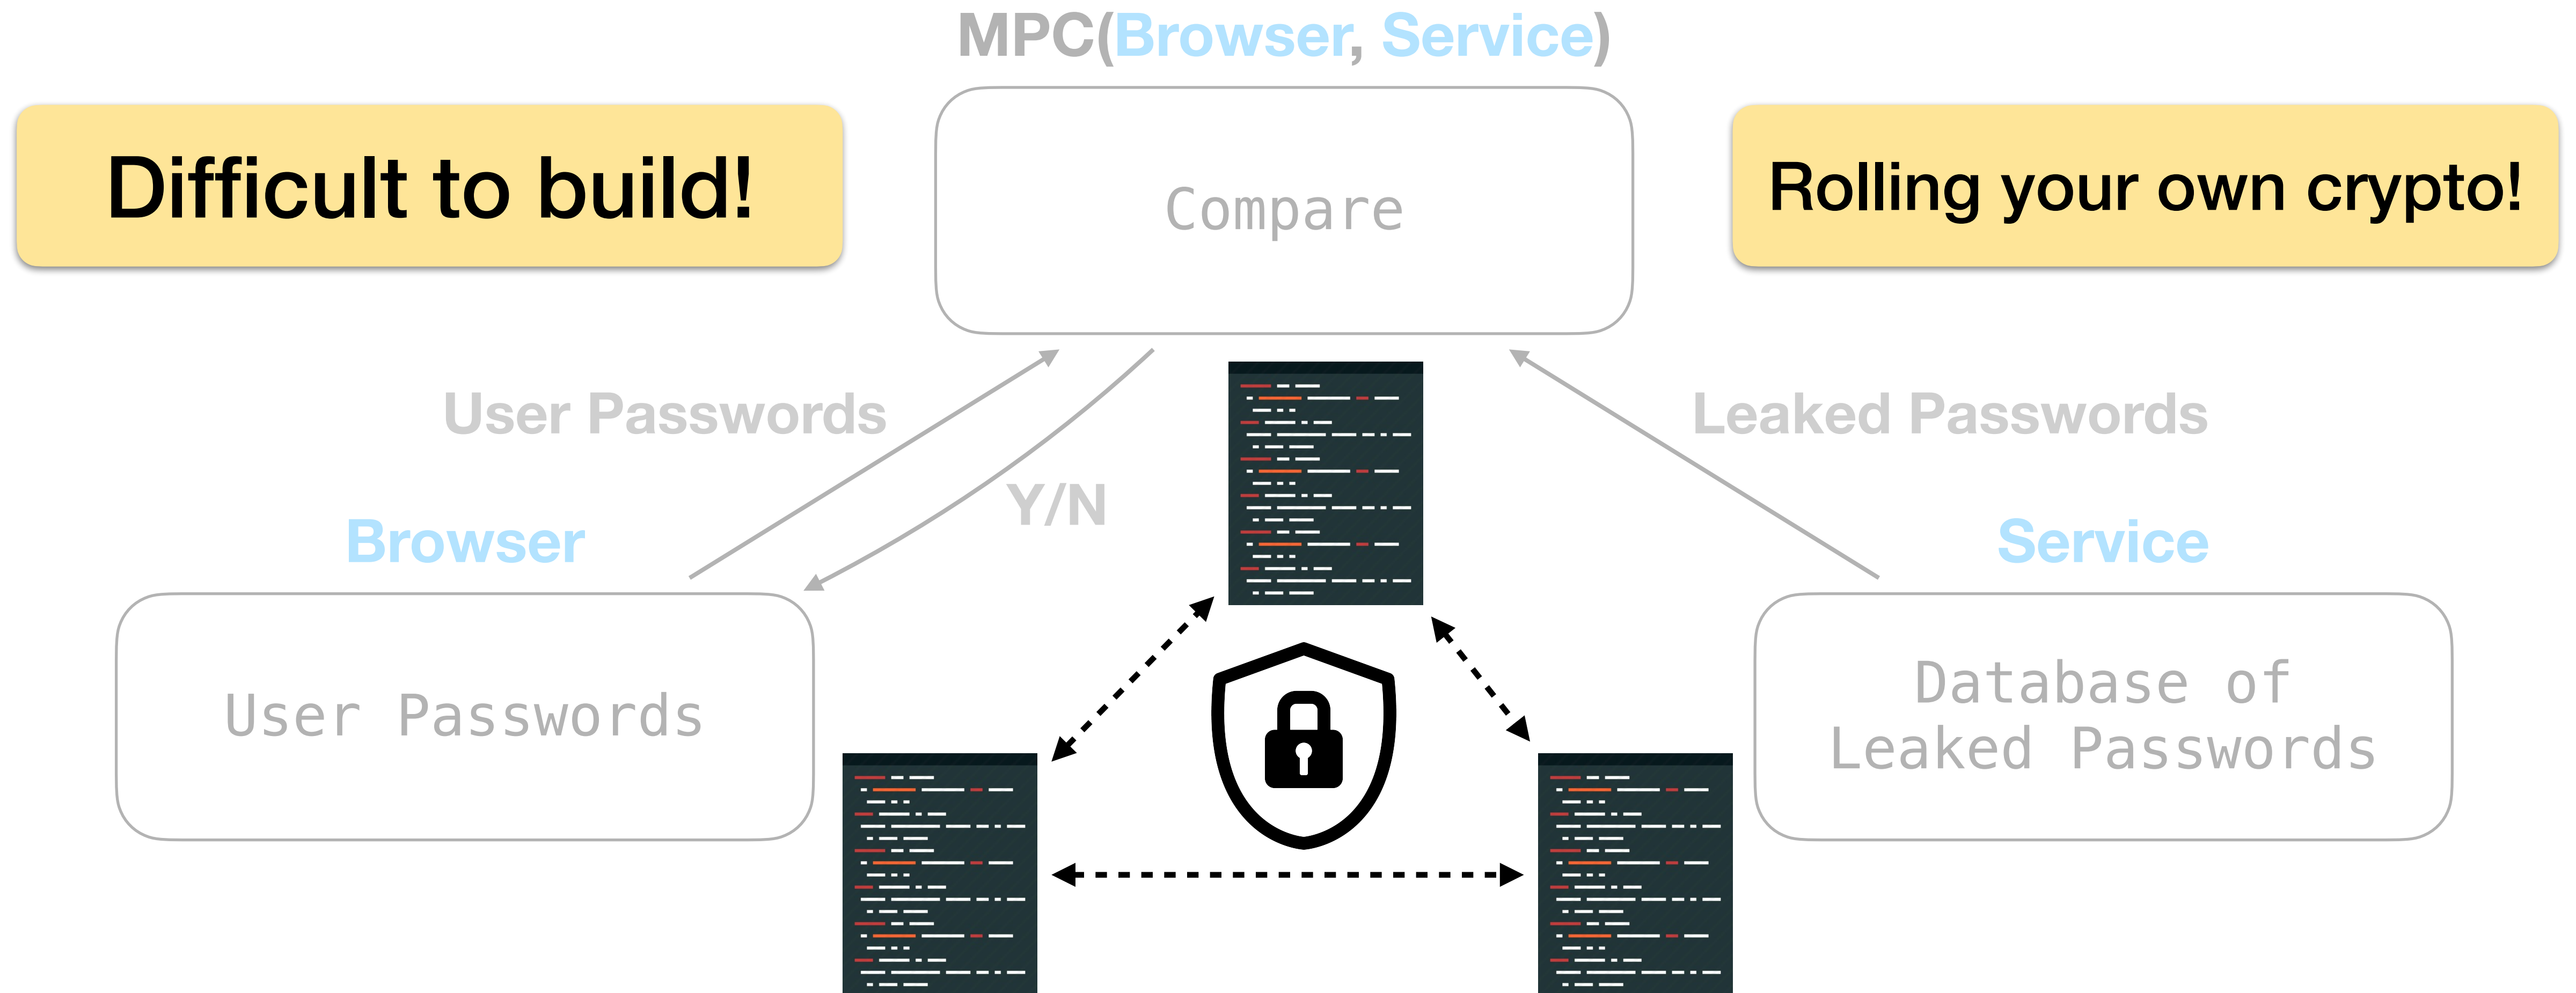 MPC(Browser, Service)
Difficult to build!
Compare
Rolling your own crypto!
User Passwords
Leaked Passwords
Y/N
Browser
Service
User Passwords
Database of
Leaked Passwords